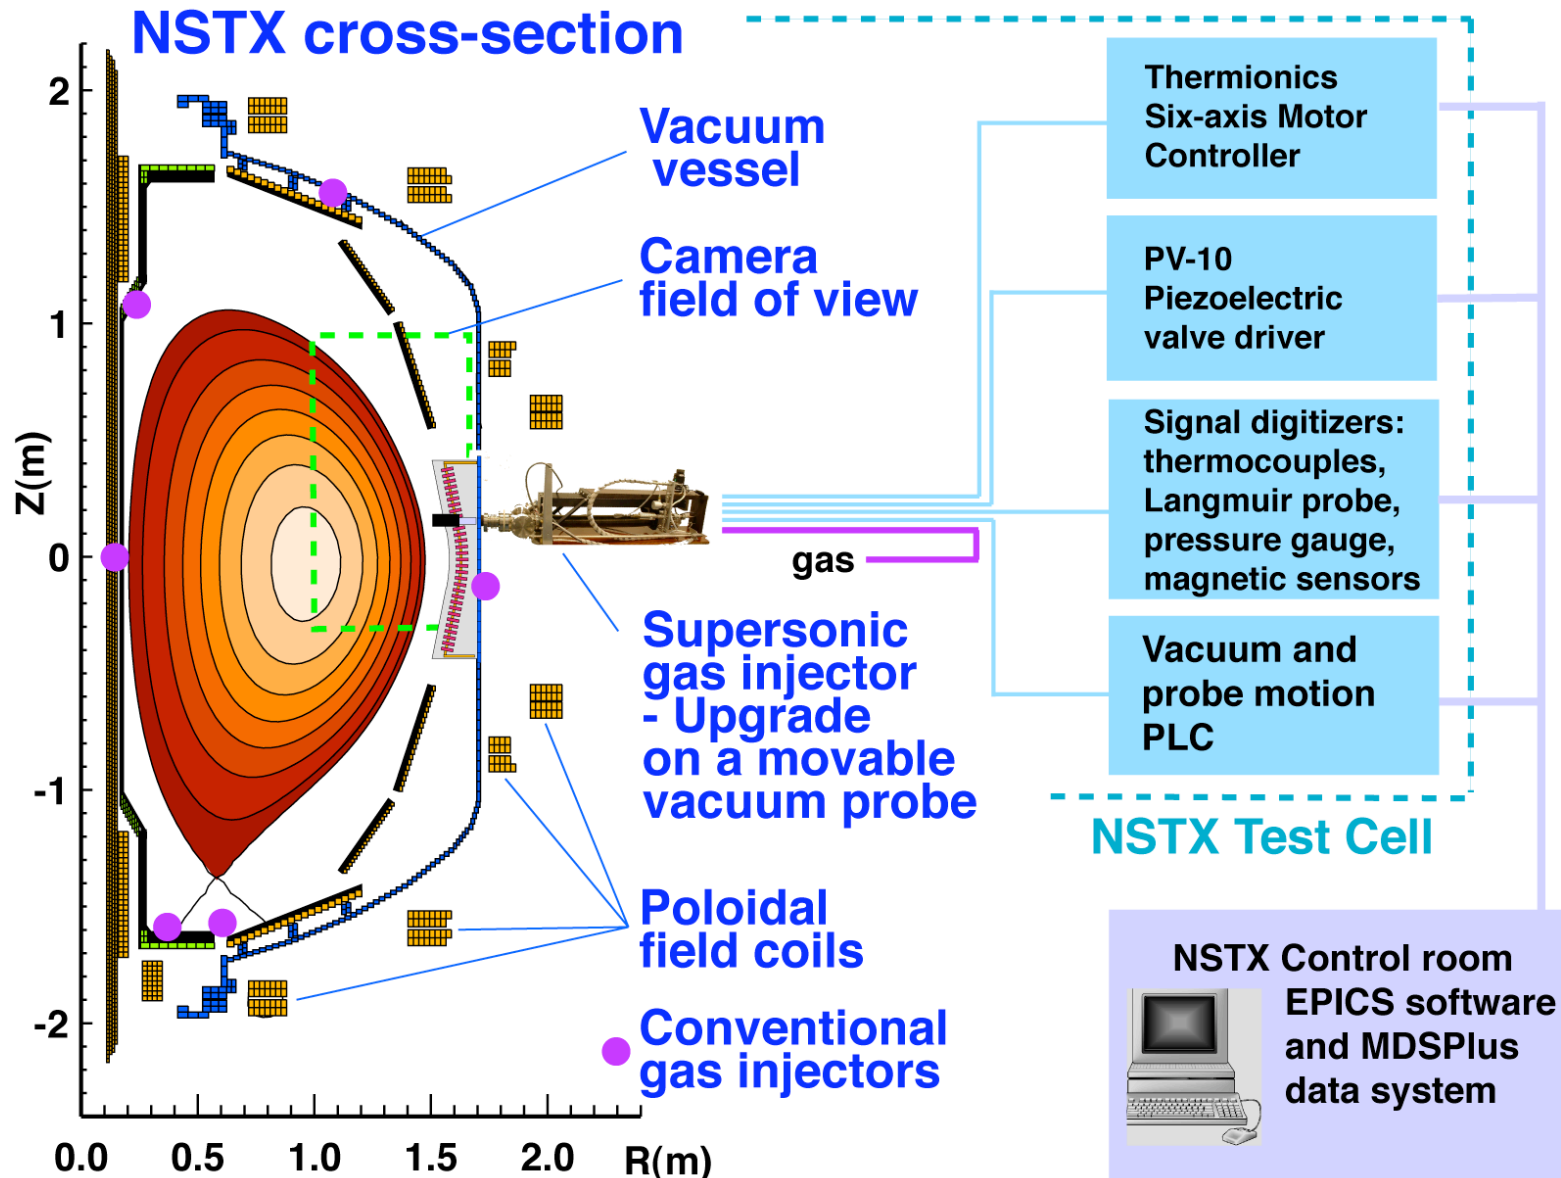 NSTX cross-section
2
1
0
-1
-2
Z(m)
0.0
0.5
1.0
1.5
2.0
R(m)
Vacuum
vessel
Camera
field of view
gas
Supersonic
gas injector
- Upgrade
on a movable
vacuum probe
Poloidal
field coils
Conventional
gas injectors
Thermionics
Six-axis Motor
Controller
PV-10
Piezoelectric
valve driver
Signal digitizers:
thermocouples,
Langmuir probe,
pressure gauge,
magnetic sensors
Vacuum and
probe motion
PLC
NSTX Test Cell
NSTX Control room
EPICS software
and MDSPlus
data system